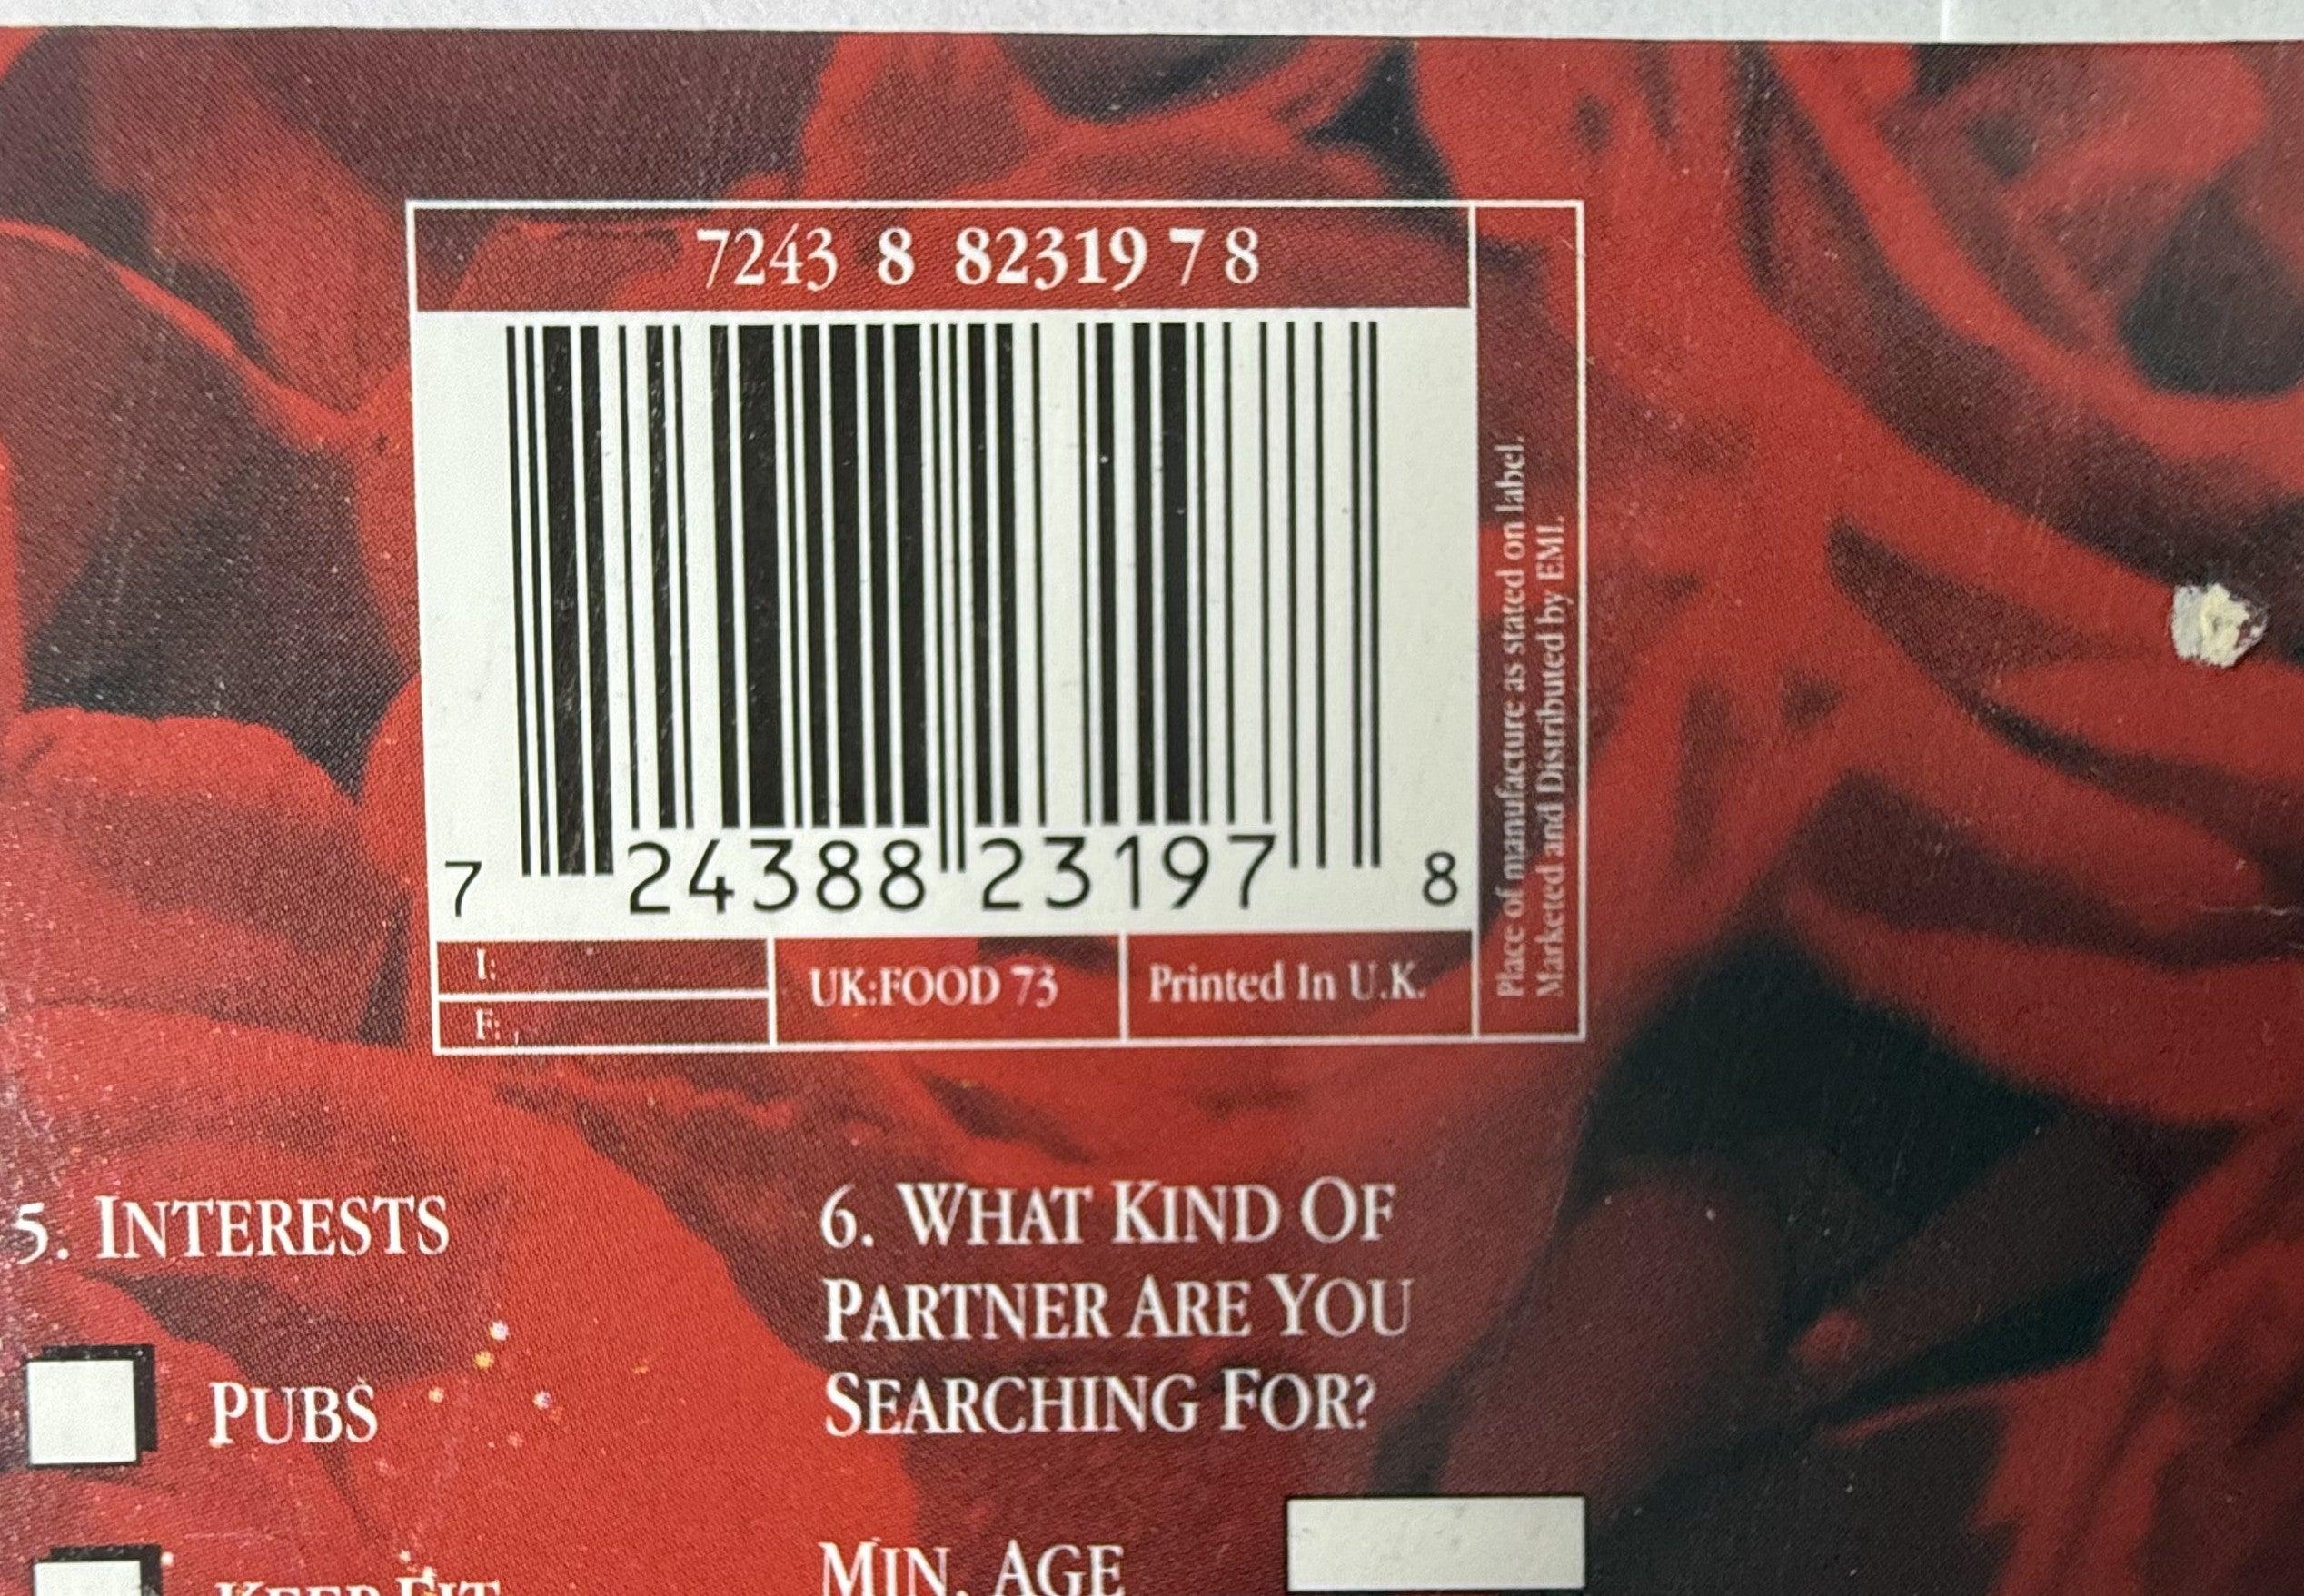 7243 8 82319 7 8
7 24388 23197 8
I:
F:
UK:FOOD 73
Printed In U.K.
Place of manufacture as stated on label.
Marketed and Distributed by EMI.
5. INTERESTS
PUBS
KEEP FIT
6. WHAT KIND OF
PARTNER ARE YOU
SEARCHING FOR?
MIN. AGE